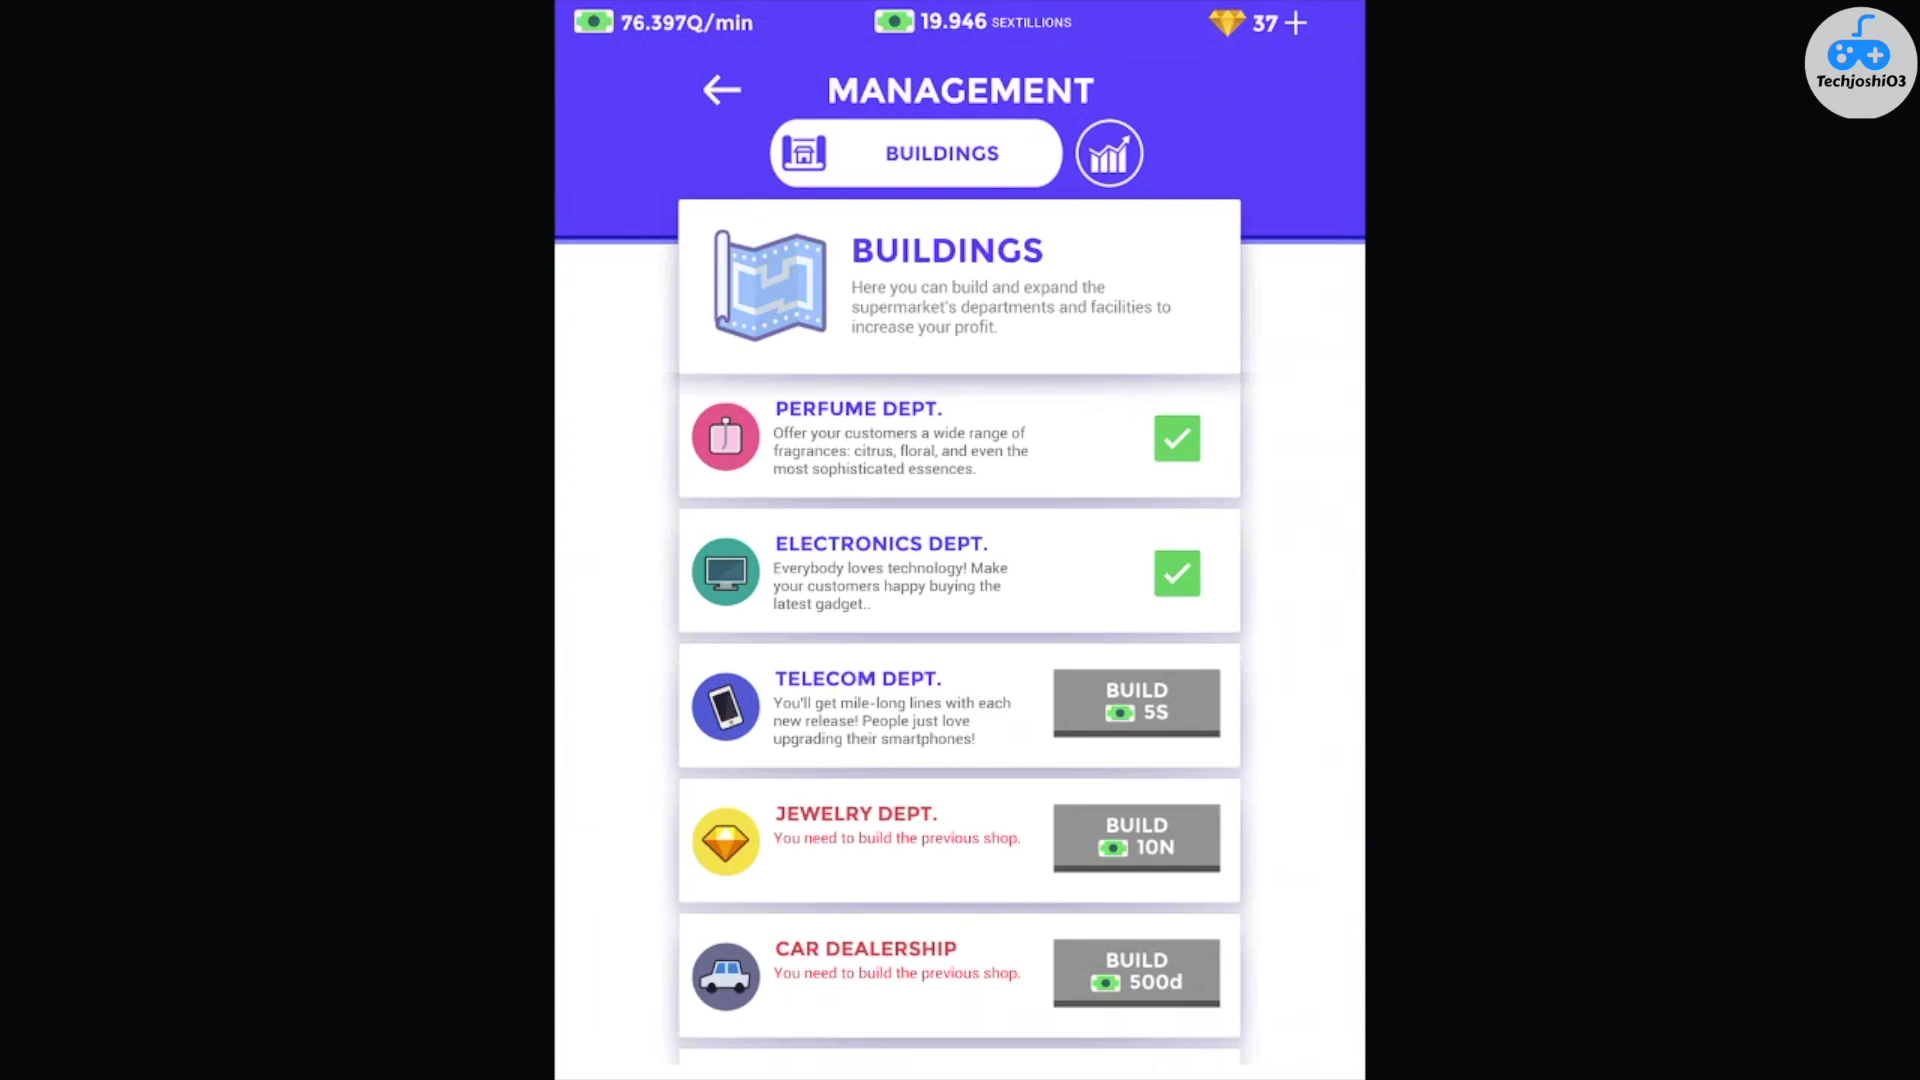 76.397Q/min
19.946 SEXTILLIONS
37
Techjoshi03
MANAGEMENT
BUILDINGS
BUILDINGS
Here you can build and expand the
supermarket's departments and facilities to
increase your profit.
PERFUME DEPT.
Offer your customers a wide range of
fragrances: citrus, floral, and even the
most sophisticated essences.
ELECTRONICS DEPT.
Everybody loves technology! Make
your customers happy buying the
latest gadget..
TELECOM DEPT.
You'll get mile-long lines with each
new release! People just love
upgrading their smartphones!
BUILD
5S
JEWELRY DEPT.
You need to build the previous shop.
BUILD
10N
CAR DEALERSHIP
You need to build the previous shop.
BUILD
500d